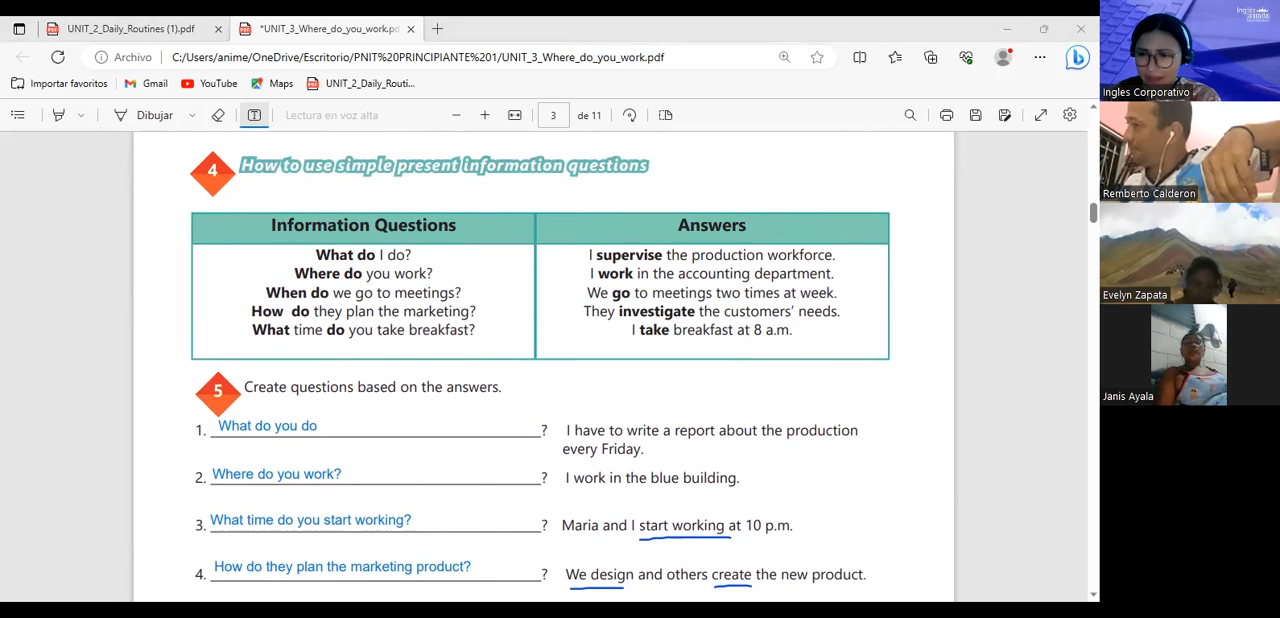 UNIT_2_Daily_Routines (1).pdf
*UNIT_3_Where_do_you_work.pd
Archivo
C:/Users/anime/OneDrive/Escritorio/PNIT%20PRINCIPIANTE%201/UNIT_3_Where_do_you_work.pdf
Importar favoritos
Gmail
YouTube
Maps
UNIT_2_Daily_Routi...
Dibujar
Lectura en voz alta
3
de 11
4
How to use simple present information questions
Information Questions
Answers
What do I do?
I supervise the production workforce.
Where do you work?
I work in the accounting department.
When do we go to meetings?
We go to meetings two times at week.
How do they plan the marketing?
They investigate the customers' needs.
What time do you take breakfast?
I take breakfast at 8 a.m.
5
Create questions based on the answers.
1. What do you do ?
I have to write a report about the production
every Friday.
2. Where do you work? ?
I work in the blue building.
3. What time do you start working? ?
Maria and I start working at 10 p.m.
4. How do they plan the marketing product? ?
We design and others create the new product.
Ingles Corporativo
Remberto Calderon
Evelyn Zapata
Janis Ayala